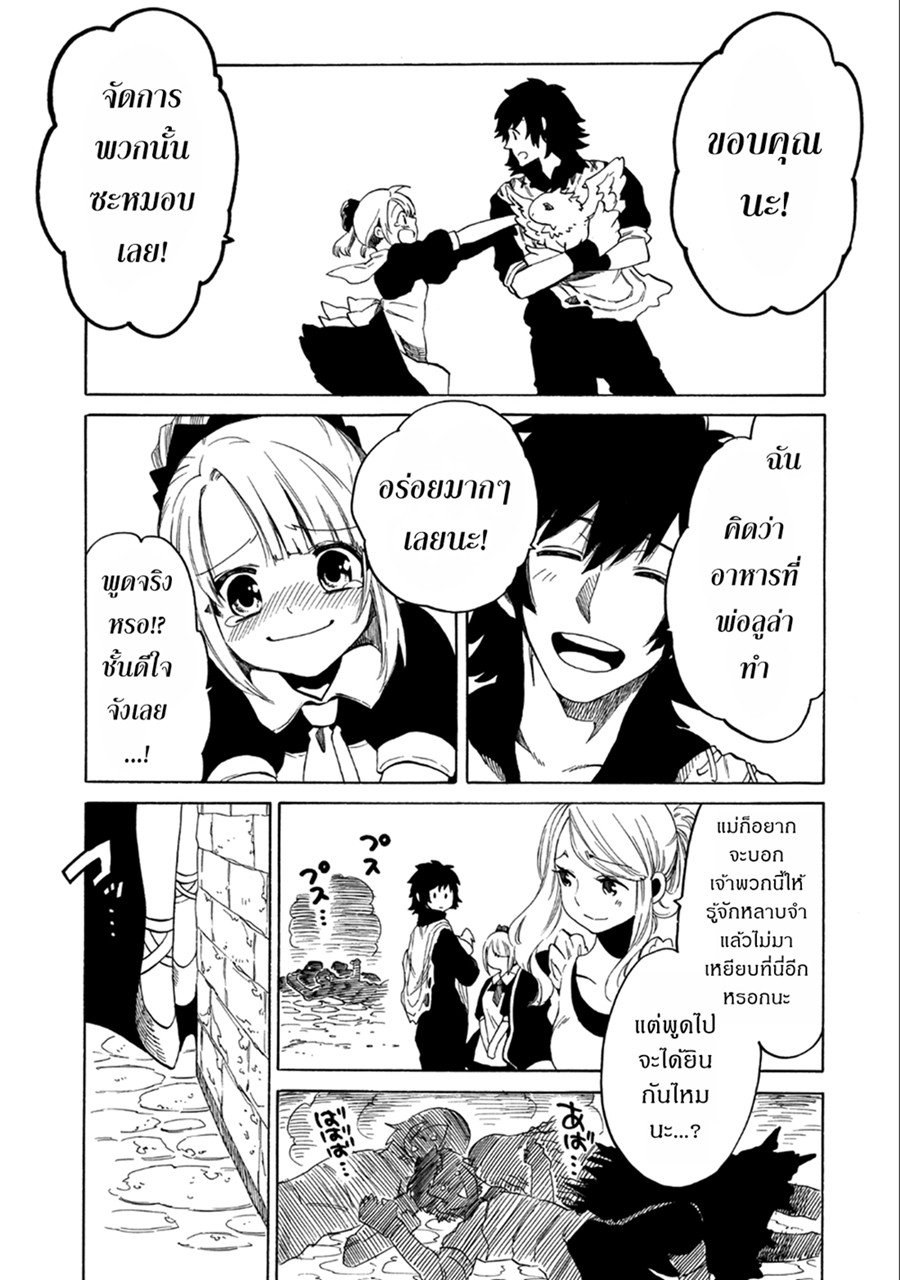 ขอบคุณ
นะ!
จัดการ
พวกนั้น
ซะหมอบ
เลย!
ฉัน
คิดว่า
อาหารที่
พ่อลูล่า
ทำ
อร่อยมากๆ
เลยนะ!
พูดจริง
หรอ!?
ชั้นดีใจ
จังเลย
...!
แม่ก็อยาก
จะบอก
เจ้าพวกนี้ให้
รู้จักหลาบจำ
แล้วไม่มา
เหยียบที่นี่อีก
หรอกนะ
แต่พูดไป
จะได้ยิน
กันไหม
นะ...?
プス…
プス…
グッ
あばば…
ばばば…